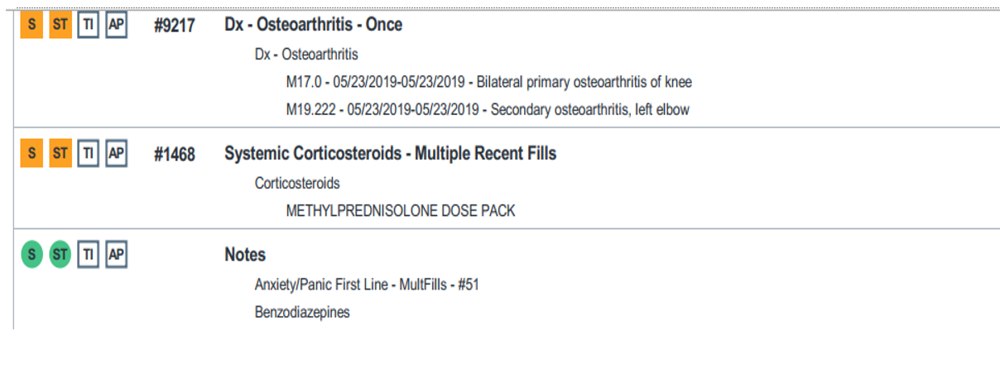 S ST TI AP #9217 Dx - Osteoarthritis - Once
Dx - Osteoarthritis
M17.0 - 05/23/2019-05/23/2019 - Bilateral primary osteoarthritis of knee
M19.222 - 05/23/2019-05/23/2019 - Secondary osteoarthritis, left elbow
S ST TI AP #1468 Systemic Corticosteroids - Multiple Recent Fills
Corticosteroids
METHYLPREDNISOLONE DOSE PACK
S ST TI AP Notes
Anxiety/Panic First Line - MultFills - #51
Benzodiazepines